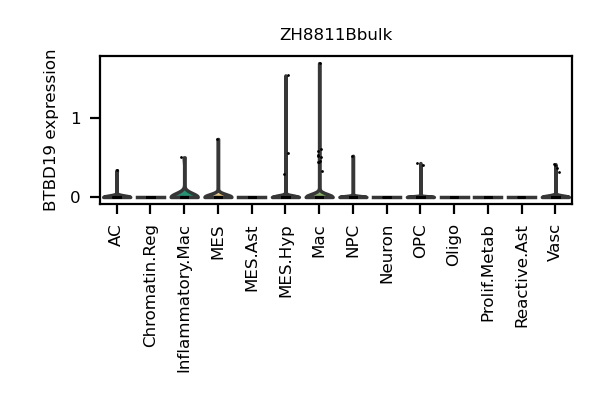 ZH8811Bbulk
BTBD19 expression
1
0
AC
Chromatin.Reg
Inflammatory.Mac
MES
MES.Ast
MES.Hyp
Mac
NPC
Neuron
OPC
Oligo
Prolif.Metab
Reactive.Ast
Vasc